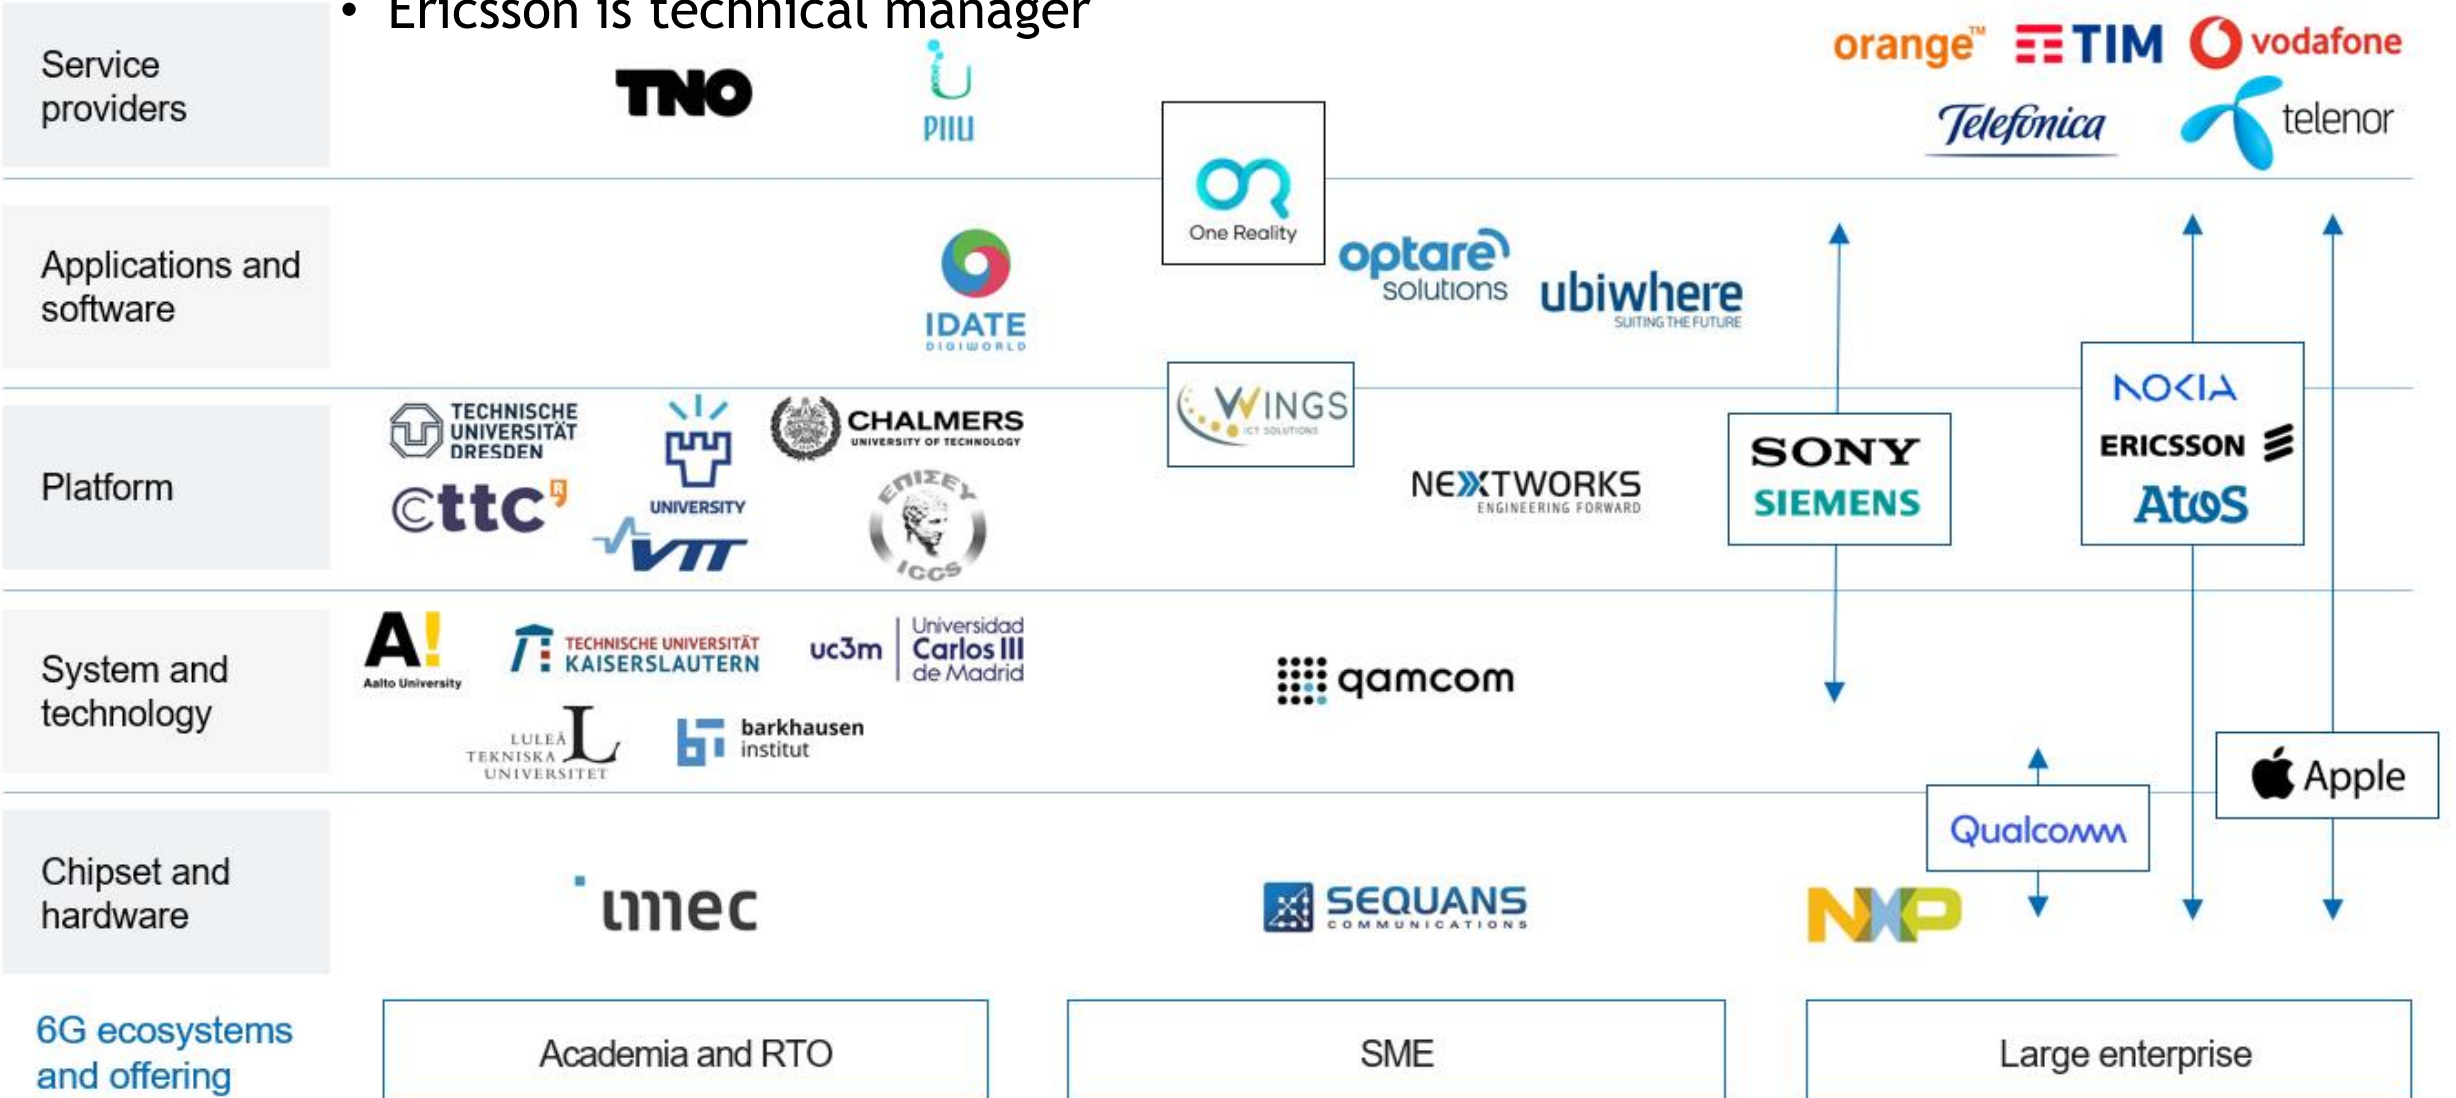 • Ericsson is technical manager
Service
providers
TNO
PIIU
orange™
TIM
vodafone
Telefónica
telenor
Applications and
software
IDATE
DIGIWORLD
One Reality
optare
solutions
ubiwhere
SUITING THE FUTURE
Platform
TECHNISCHE
UNIVERSITÄT
DRESDEN
cttc
UNIVERSITY
VTT
CHALMERS
UNIVERSITY OF TECHNOLOGY
ΕΠΙΣΕΥ
ICCS
WINGS
ICT SOLUTIONS
NEXTWORKS
ENGINEERING FORWARD
SONY
SIEMENS
NOKIA
ERICSSON
Atos
System and
technology
A!
Aalto University
TECHNISCHE UNIVERSITÄT
KAISERSLAUTERN
uc3m
Universidad
Carlos III
de Madrid
LULEÅ
TEKNISKA
UNIVERSITET
L
barkhausen
institut
qamcom
Apple
Chipset and
hardware
imec
SEQUANS
COMMUNICATIONS
NXP
Qualcomm
6G ecosystems
and offering
Academia and RTO
SME
Large enterprise